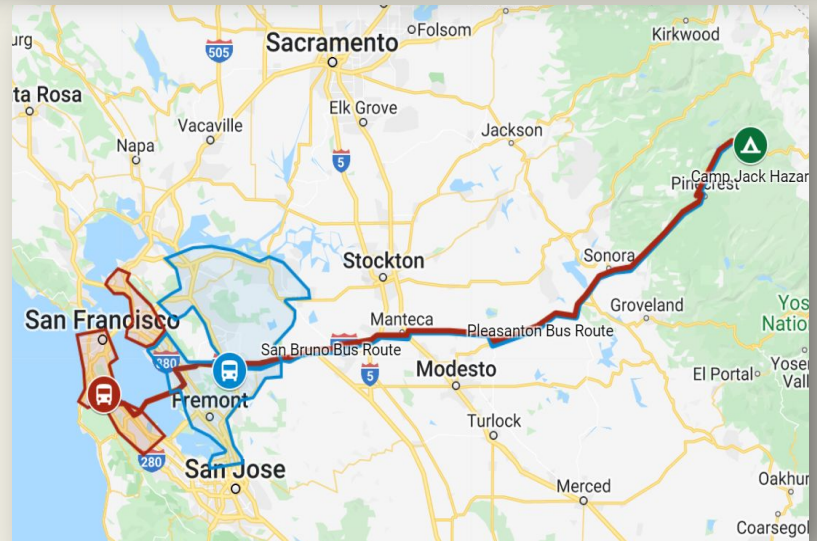 Folsom
Kirkwood
505
Sacramento
urg
ta Rosa
Elk Grove
Vacaville
Jackson
Napa
5
Camp Jack Hazar
Pinecrest
Sonora
Stockton
Groveland
Yos
Natio
San Francisco
Manteca
Pleasanton Bus Route
San Bruno Bus Route
880
Yosem
Vall
El Portal
Modesto
5
Fremont
Turlock
280
San Jose
Oakhur
Merced
Coarsegol